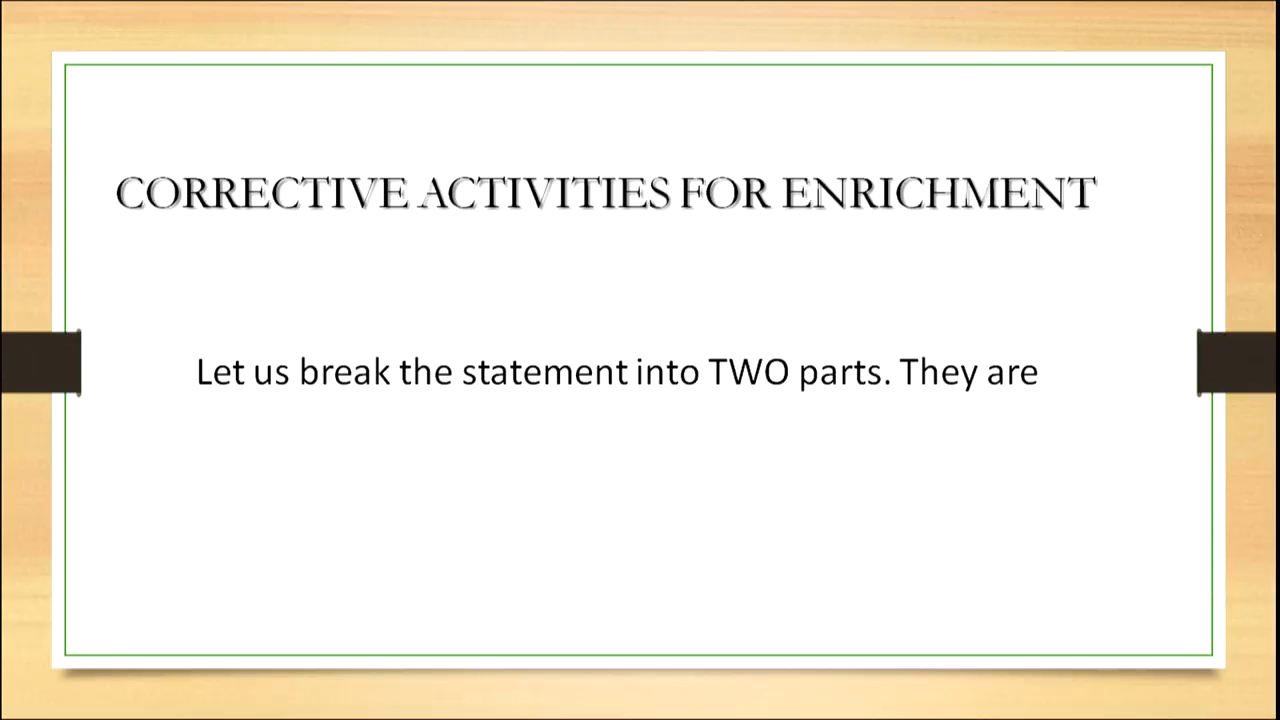 CORRECTIVE ACTIVITIES FOR ENRICHMENT
Let us break the statement into TWO parts. They are